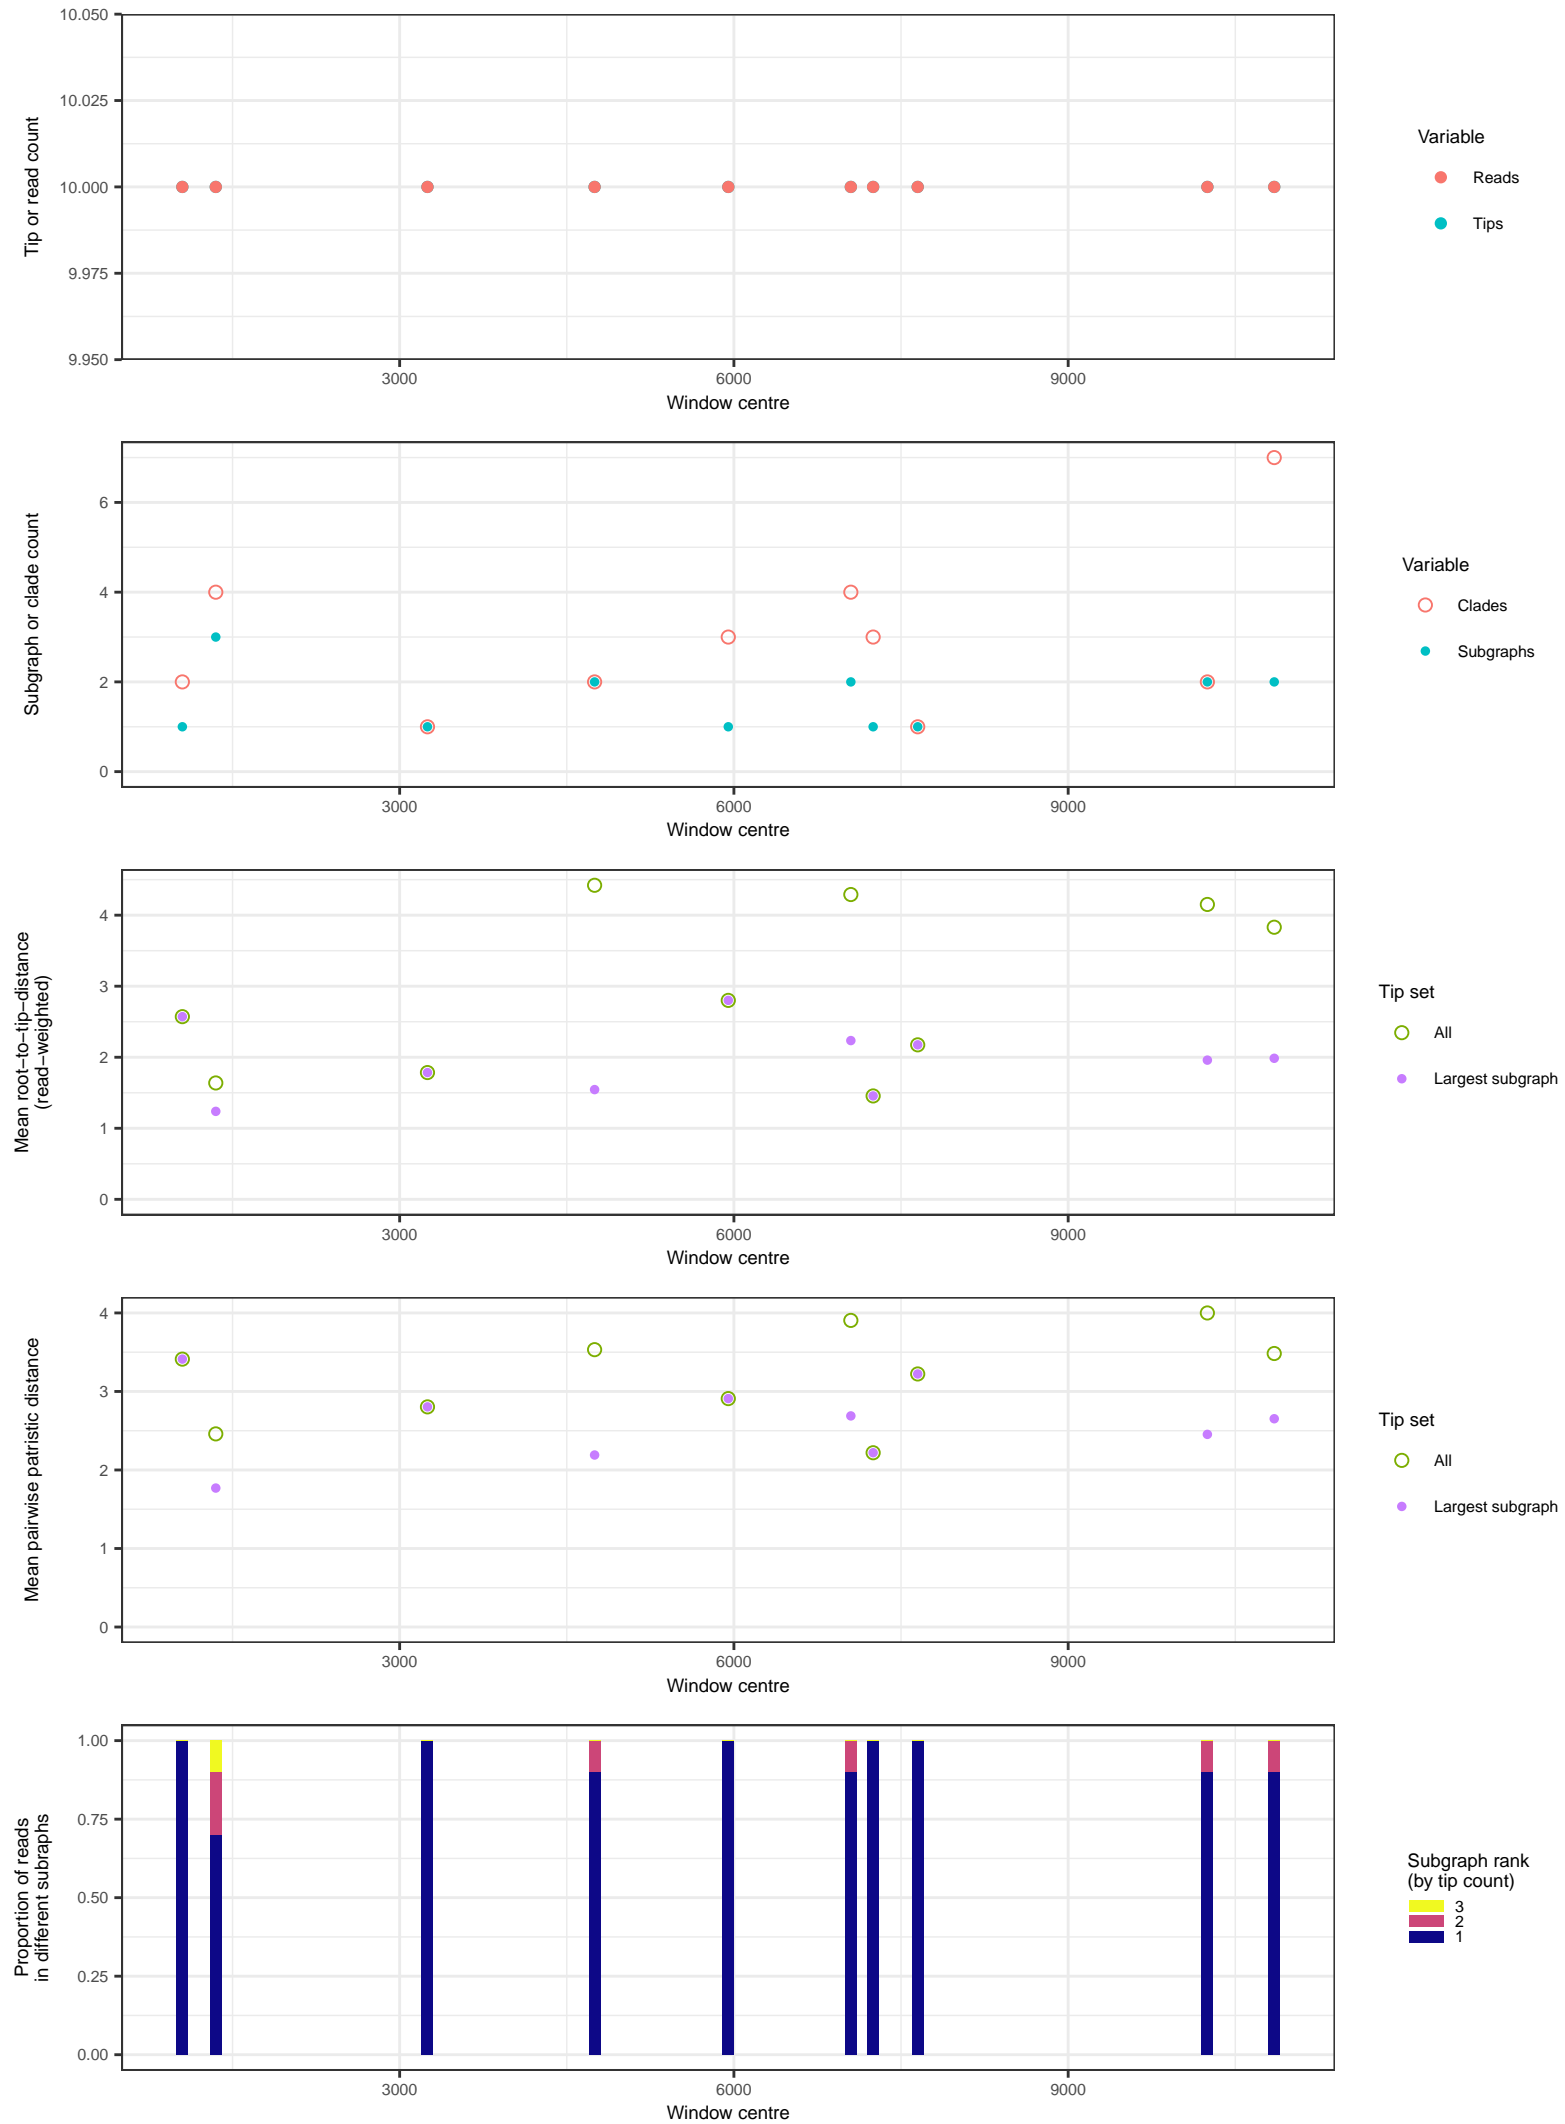 10.050
10.025
10.000
9.975
9.950
Tip or read count
3000 6000 9000
Window centre
Variable
Reads
Tips
6
4
2
0
Subgraph or clade count
3000 6000 9000
Window centre
Variable
Clades
Subgraphs
4
3
2
1
0
Mean root−to−tip−distance
(read−weighted)
3000 6000 9000
Window centre
Tip set
All
Largest subgraph
4
3
2
1
0
Mean pairwise patristic distance
3000 6000 9000
Window centre
Tip set
All
Largest subgraph
1.00
0.75
0.50
0.25
0.00
Proportion of reads
in different subraphs
3000 6000 9000
Window centre
Subgraph rank
(by tip count)
3
2
1